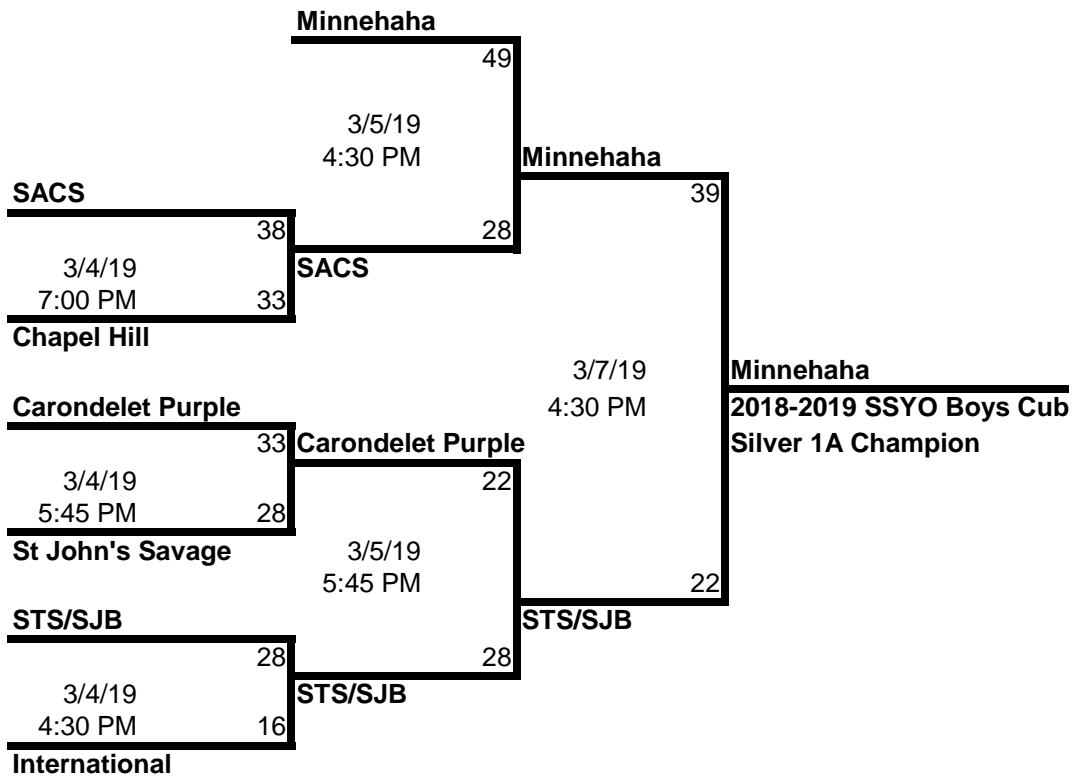 Minnehaha
49
3/5/19
4:30 PM
Minnehaha
SACS
39
38
28
3/4/19
SACS
7:00 PM
33
Chapel Hill
3/7/19
Minnehaha
Carondelet Purple
4:30 PM
2018-2019 SSYO Boys Cub
33
Carondelet Purple
Silver 1A Champion
3/4/19
22
5:45 PM
28
St John's Savage
3/5/19
5:45 PM
22
STS/SJB
STS/SJB
28
28
3/4/19
STS/SJB
4:30 PM
16
International